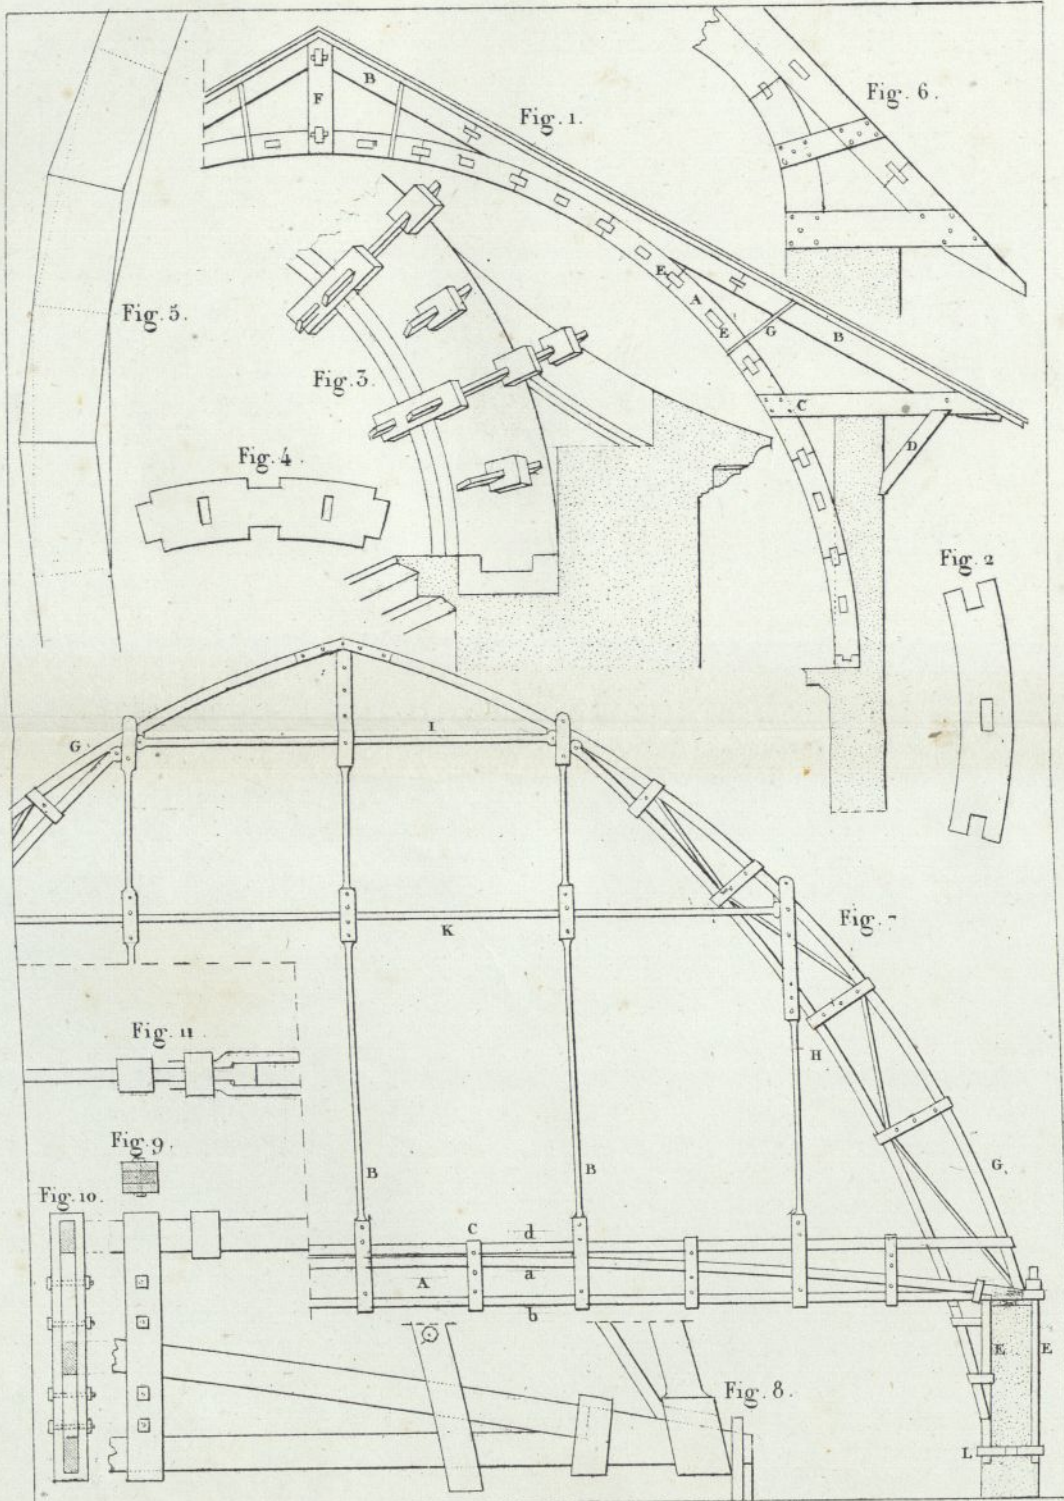 Fig. 1.
B
F
Fig. 6.
E
A
E
G
B
C
D
Fig. 5.
Fig. 3.
Fig. 4.
Fig. 2
G.
I
K
Fig. 7
H
B
B
G.
Fig. 11
Fig. 9.
Fig. 10.
C
d
A
a
b
E
E
Fig. 8.
L